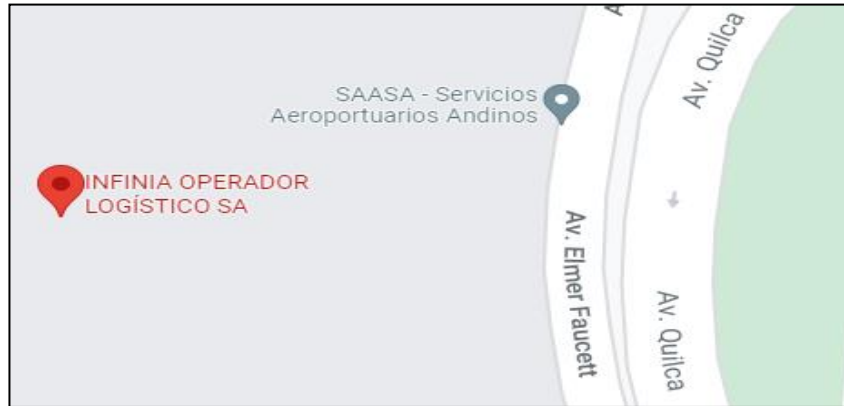 Av. Quilca
SAASA - Servicios
Aeroportuarios Andinos
INFINIA OPERADOR
LOGÍSTICO SA
Av. Elmer Faucett
Av. Quilca